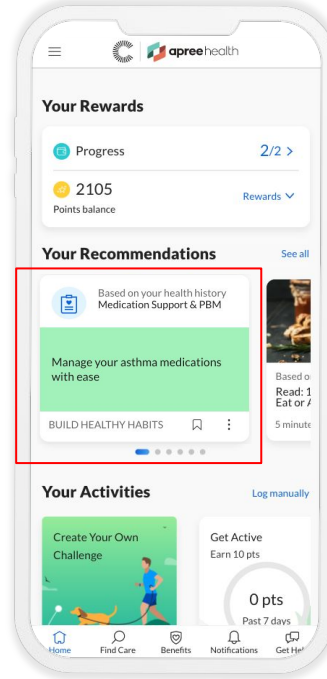 apree health
Your Rewards
Progress
2/2 >
2105
Points balance
Rewards
Your Recommendations
See all
Based on your health history
Medication Support & PBM
Manage your asthma medications
with ease
BUILD HEALTHY HABITS
Based o
Read: 1
Eat or A
5 minute
Your Activities
Log manually
Create Your Own
Challenge
Get Active
Earn 10 pts
0 pts
Past 7 days
Home
Find Care
Benefits
Notifications
Get Hel